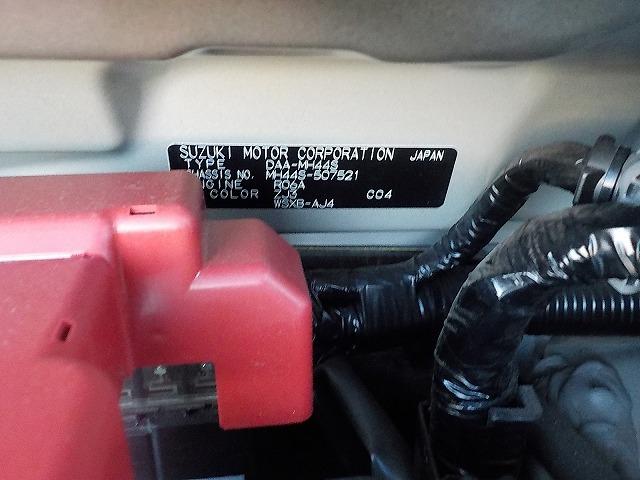 SUZUKI MOTOR CORPORATION JAPAN
TYPE DAA-MH44S
CHASSIS NO. MH44S-507521
ENGINE R06A
COLOR ZJ3 C04
WSXB-AJ4